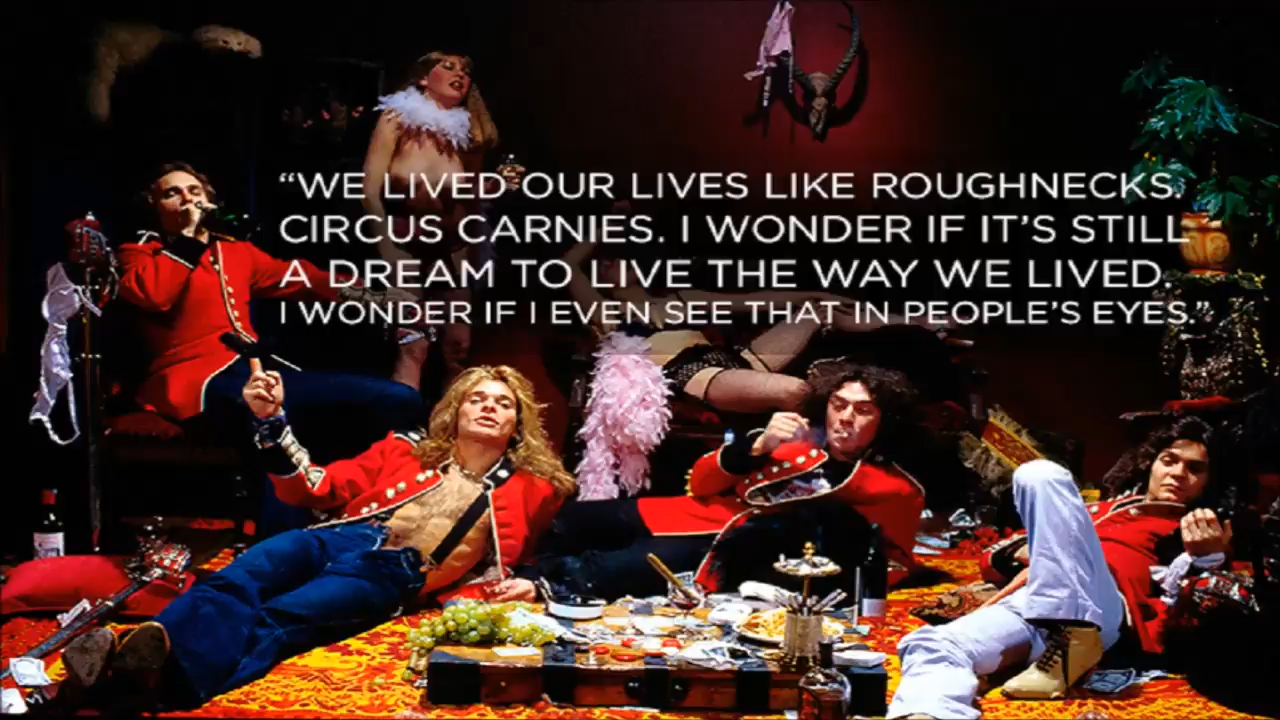 “WE LIVED OUR LIVES LIKE ROUGHNECKS.
CIRCUS CARNIES. I WONDER IF IT’S STILL
A DREAM TO LIVE THE WAY WE LIVED.
I WONDER IF I EVEN SEE THAT IN PEOPLE’S EYES.”